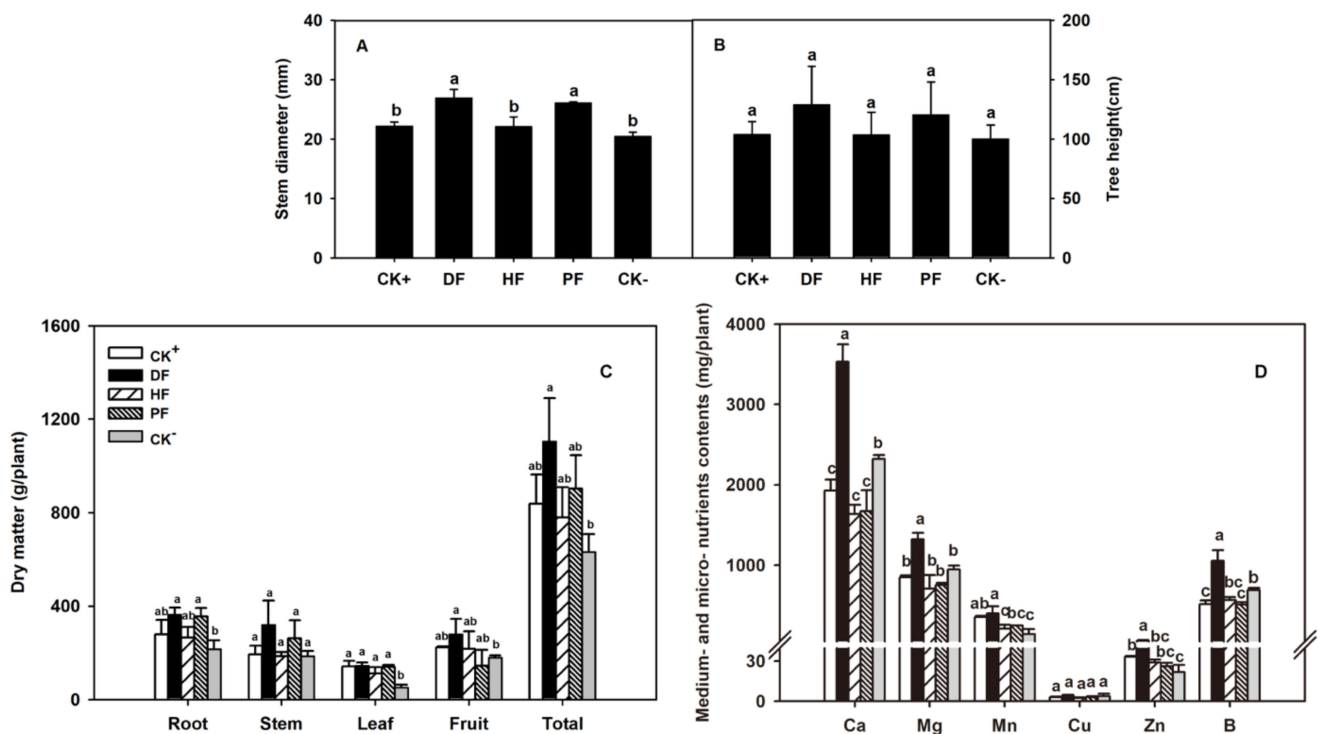 A
B
Stem diameter (mm)
40
30
20
10
0
b
a
b
a
b
CK+
DF
HF
PF
CK-
a
a
a
a
a
CK+
DF
HF
PF
CK-
200
150
100
50
0
Tree height(cm)
C
Dry matter (g/plant)
1600
1200
800
400
0
CK+
DF
HF
PF
CK-
ab
a
ab
a
b
a
a
a
a
a
a
a
a
a
b
ab
a
ab
ab
b
ab
a
ab
ab
b
Root
Stem
Leaf
Fruit
Total
D
Medium- and micro- nutrients contents (mg/plant)
4000
3000
2000
1000
30
0
c
a
c
c
b
b
a
b
b
b
ab
a
c
bc
c
a
a
a
a
a
b
a
bc
bc
c
c
a
bc
c
b
Ca
Mg
Mn
Cu
Zn
B